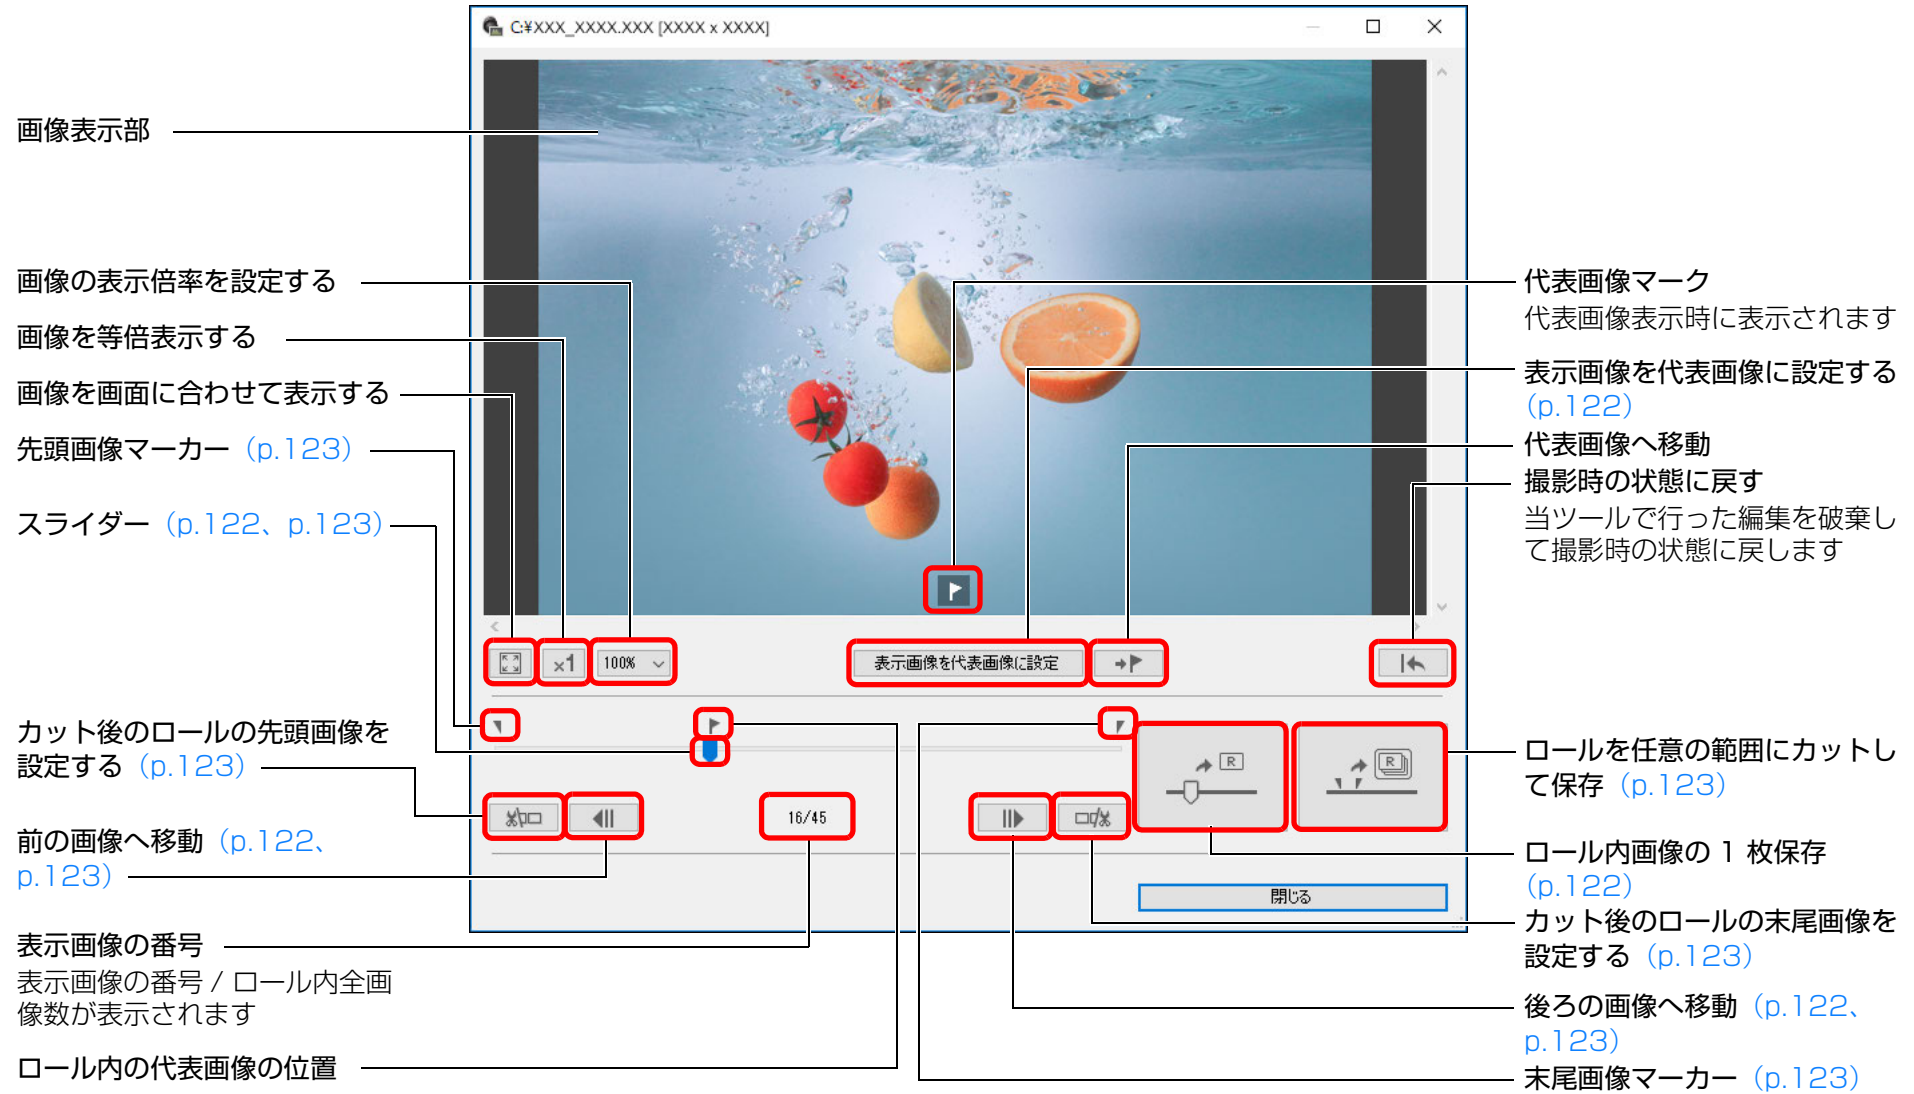 C:¥XXX_XXXX.XXX [XXXX x XXXX]
画像表示部
画像の表示倍率を設定する
画像を等倍表示する
画像を画面に合わせて表示する
先頭画像マーカー（p.123）
スライダー（p.122、p.123）
カット後のロールの先頭画像を
設定する（p.123）
前の画像へ移動（p.122、
p.123）
表示画像の番号
表示画像の番号 / ロール内全画
像数が表示されます
ロール内の代表画像の位置
×1
100%
表示画像を代表画像に設定
16/45
R
R
閉じる
代表画像マーク
代表画像表示時に表示されます
表示画像を代表画像に設定する
（p.122）
代表画像へ移動
撮影時の状態に戻す
当ツールで行った編集を破棄し
て撮影時の状態に戻します
ロールを任意の範囲にカットし
て保存（p.123）
ロール内画像の 1 枚保存
（p.122）
カット後のロールの末尾画像を
設定する（p.123）
後ろの画像へ移動（p.122、
p.123）
末尾画像マーカー（p.123）